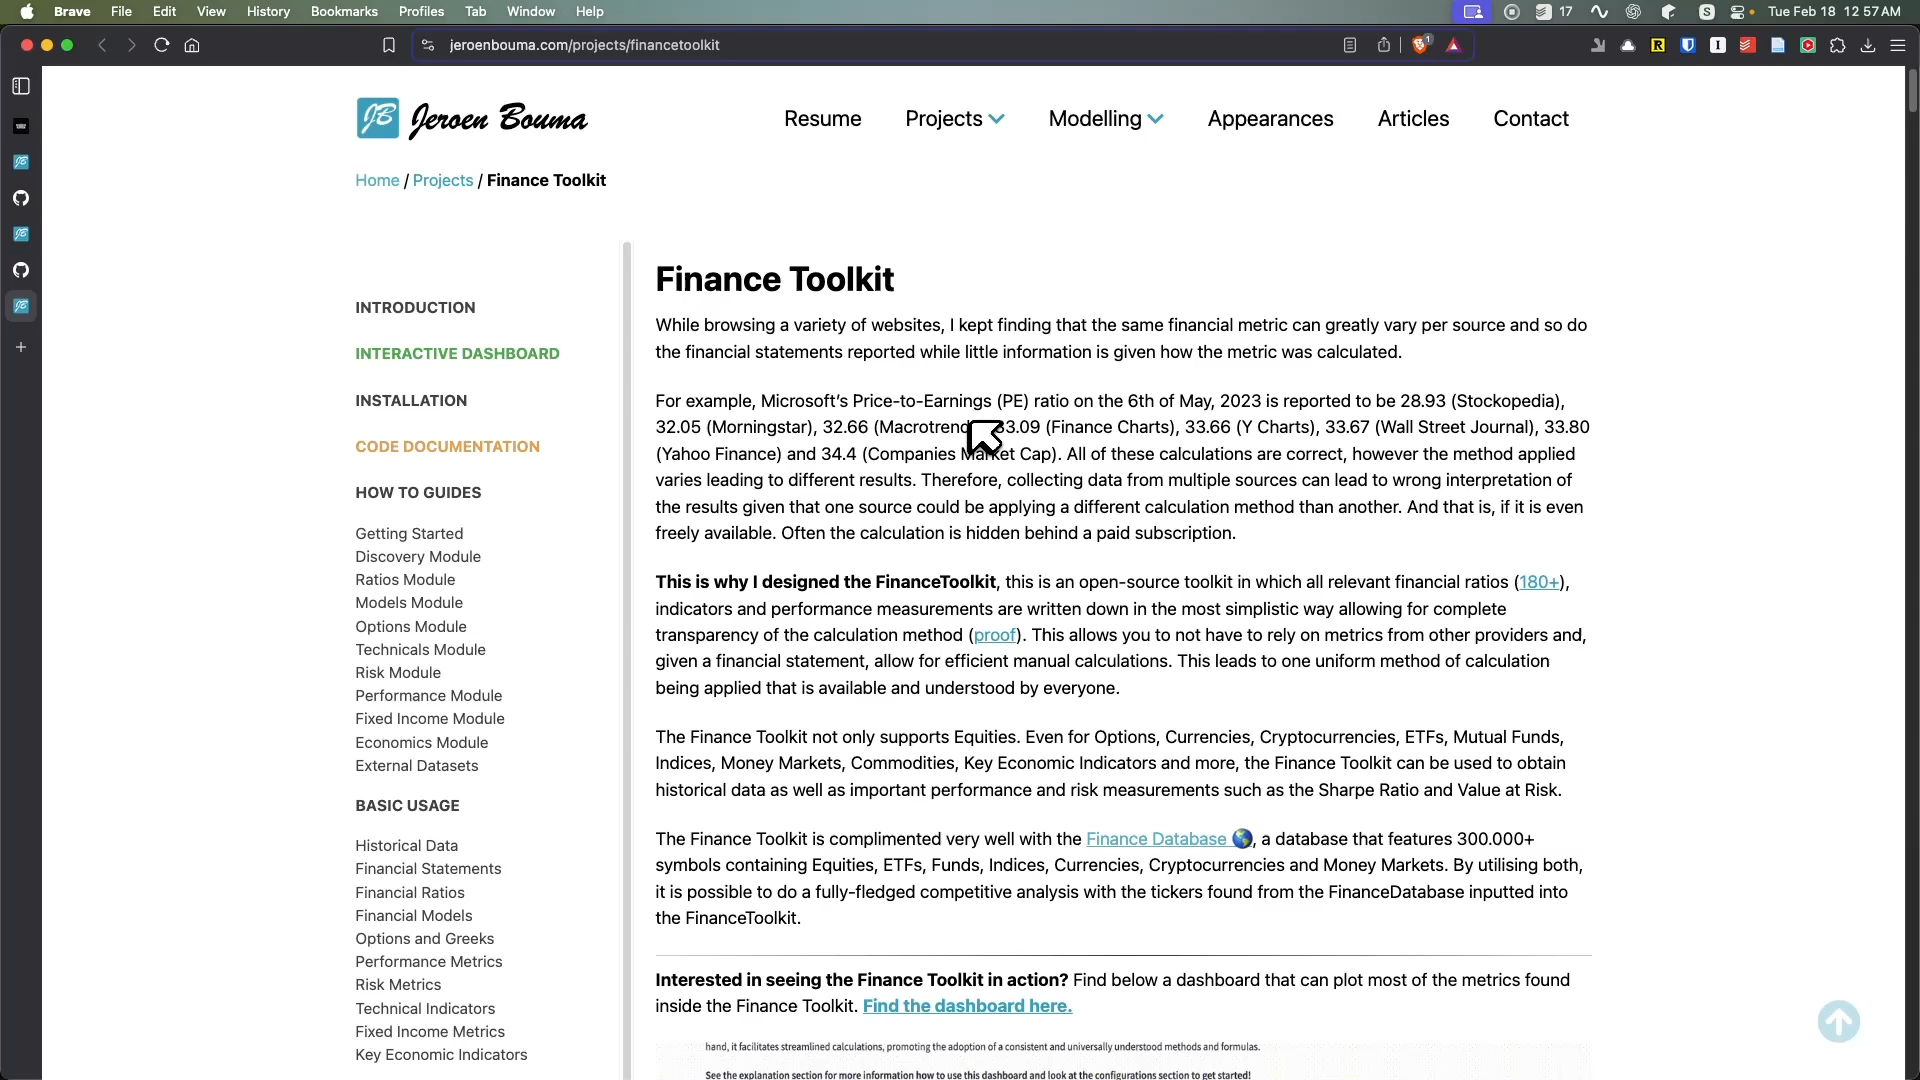 Brave File Edit View History Bookmarks Profiles Tab Window Help 17 Tue Feb 18 12 57 AM
jeroenbouma.com/projects/financetoolkit
JB Jeroen Bouma
Resume Projects Modelling Appearances Articles Contact
Home / Projects / Finance Toolkit
INTRODUCTION
INTERACTIVE DASHBOARD
INSTALLATION
CODE DOCUMENTATION
HOW TO GUIDES
Getting Started
Discovery Module
Ratios Module
Models Module
Options Module
Technicals Module
Risk Module
Performance Module
Fixed Income Module
Economics Module
External Datasets
BASIC USAGE
Historical Data
Financial Statements
Financial Ratios
Financial Models
Options and Greeks
Performance Metrics
Risk Metrics
Technical Indicators
Fixed Income Metrics
Key Economic Indicators
Finance Toolkit
While browsing a variety of websites, I kept finding that the same financial metric can greatly vary per source and so do
the financial statements reported while little information is given how the metric was calculated.
For example, Microsoft's Price-to-Earnings (PE) ratio on the 6th of May, 2023 is reported to be 28.93 (Stockopedia),
32.05 (Morningstar), 32.66 (Macrotrend 33.09 (Finance Charts), 33.66 (Y Charts), 33.67 (Wall Street Journal), 33.80
(Yahoo Finance) and 34.4 (Companies Market Cap). All of these calculations are correct, however the method applied
varies leading to different results. Therefore, collecting data from multiple sources can lead to wrong interpretation of
the results given that one source could be applying a different calculation method than another. And that is, if it is even
freely available. Often the calculation is hidden behind a paid subscription.
This is why I designed the FinanceToolkit, this is an open-source toolkit in which all relevant financial ratios (180+),
indicators and performance measurements are written down in the most simplistic way allowing for complete
transparency of the calculation method (proof). This allows you to not have to rely on metrics from other providers and,
given a financial statement, allow for efficient manual calculations. This leads to one uniform method of calculation
being applied that is available and understood by everyone.
The Finance Toolkit not only supports Equities. Even for Options, Currencies, Cryptocurrencies, ETFs, Mutual Funds,
Indices, Money Markets, Commodities, Key Economic Indicators and more, the Finance Toolkit can be used to obtain
historical data as well as important performance and risk measurements such as the Sharpe Ratio and Value at Risk.
The Finance Toolkit is complimented very well with the Finance Database 🌎, a database that features 300.000+
symbols containing Equities, ETFs, Funds, Indices, Currencies, Cryptocurrencies and Money Markets. By utilising both,
it is possible to do a fully-fledged competitive analysis with the tickers found from the FinanceDatabase inputted into
the FinanceToolkit.
Interested in seeing the Finance Toolkit in action? Find below a dashboard that can plot most of the metrics found
inside the Finance Toolkit. Find the dashboard here.
hand, it facilitates streamlined calculations, promoting the adoption of a consistent and universally understood methods and formulas.
See the explanation section for more information how to use this dashboard and look at the configurations section to get started!